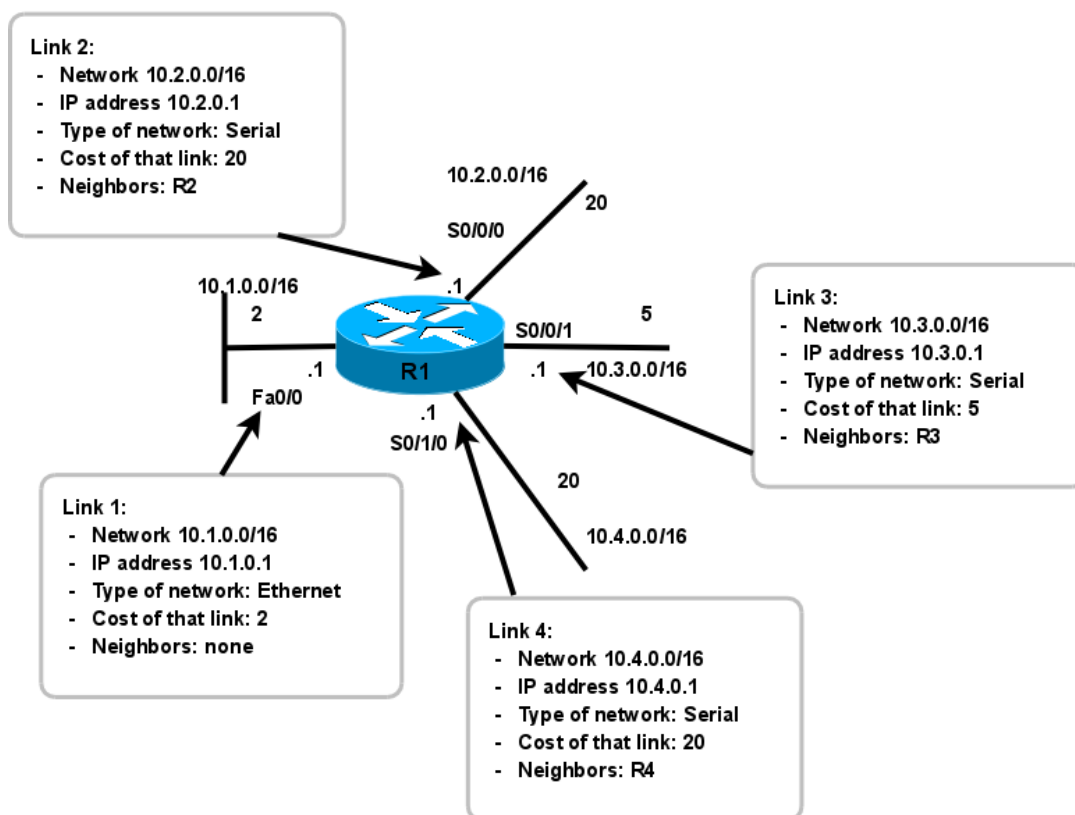 Link 2:
- Network 10.2.0.0/16
- IP address 10.2.0.1
- Type of network: Serial
- Cost of that link: 20
- Neighbors: R2
10.2.0.0/16
20
S0/0/0
.1
10.1.0.0/16
2
.1
Fa0/0
R1
S0/0/1
5
.1
10.3.0.0/16
.1
S0/1/0
20
10.4.0.0/16
Link 3:
- Network 10.3.0.0/16
- IP address 10.3.0.1
- Type of network: Serial
- Cost of that link: 5
- Neighbors: R3
Link 1:
- Network 10.1.0.0/16
- IP address 10.1.0.1
- Type of network: Ethernet
- Cost of that link: 2
- Neighbors: none
Link 4:
- Network 10.4.0.0/16
- IP address 10.4.0.1
- Type of network: Serial
- Cost of that link: 20
- Neighbors: R4